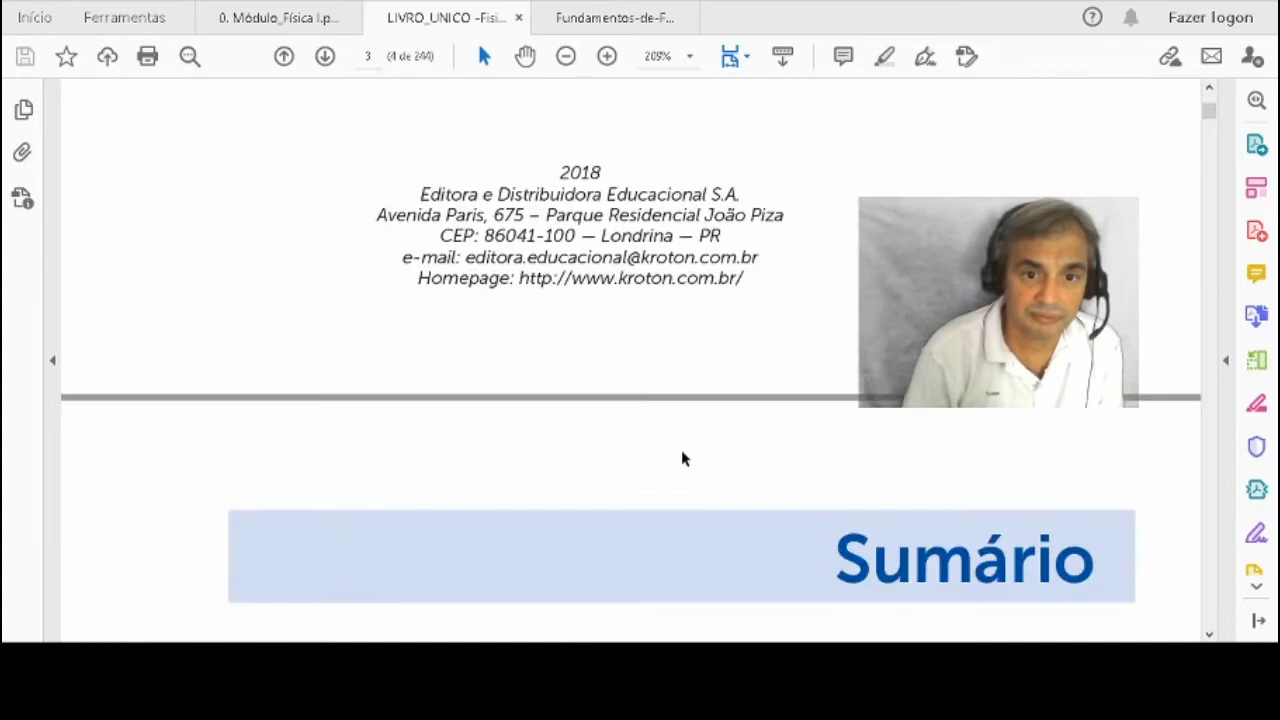 Início
Ferramentas
0. Módulo_Física I.p...
LIVRO_UNICO -Fisi...
Fundamentos-de-F...
Fazer logon
3
(4 de 244)
209%
2018
Editora e Distribuidora Educacional S.A.
Avenida Paris, 675 – Parque Residencial João Piza
CEP: 86041-100 — Londrina — PR
e-mail: editora.educacional@kroton.com.br
Homepage: http://www.kroton.com.br/
Sumário